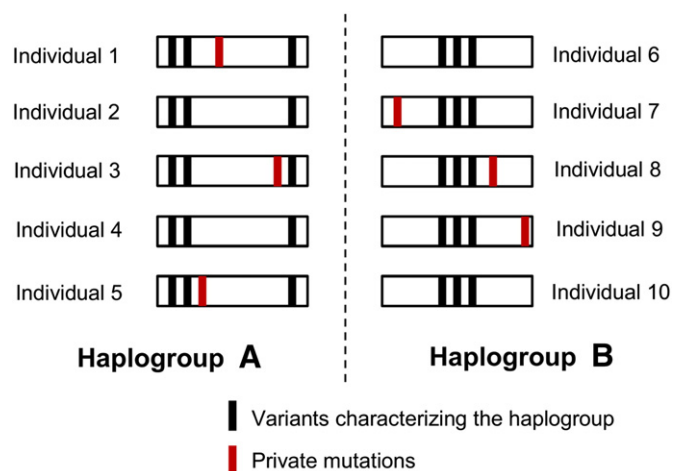 Individual 1
Individual 2
Individual 3
Individual 4
Individual 5
Haplogroup A
Individual 6
Individual 7
Individual 8
Individual 9
Individual 10
Haplogroup B
Variants characterizing the haplogroup
Private mutations